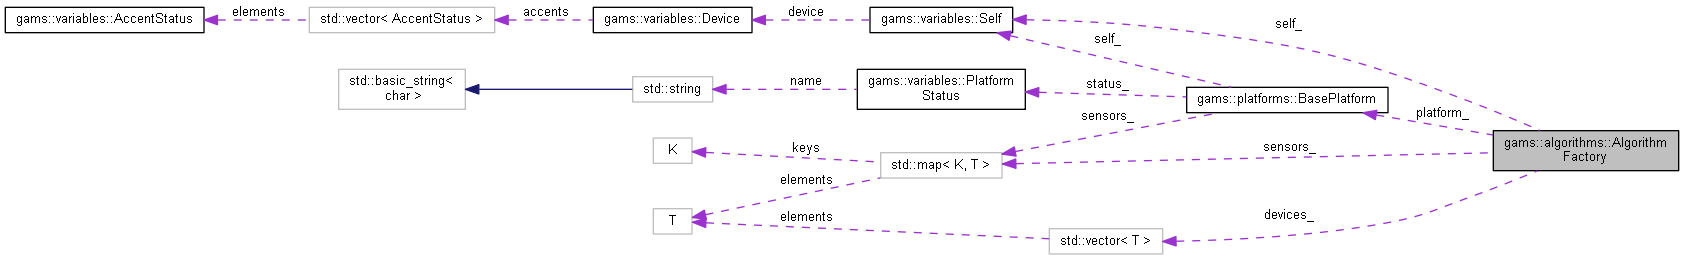 gams::variables::AccentStatus
elements
std::vector< AccentStatus >
accents
gams::variables::Device
device
gams::variables::Self
self_
self_
std::basic_string<
char >
std::string
name
gams::variables::Platform
Status
status_
gams::platforms::BasePlatform
platform_
sensors_
K
keys
std::map< K, T >
sensors_
gams::algorithms::Algorithm
Factory
elements
T
elements
std::vector< T >
devices_